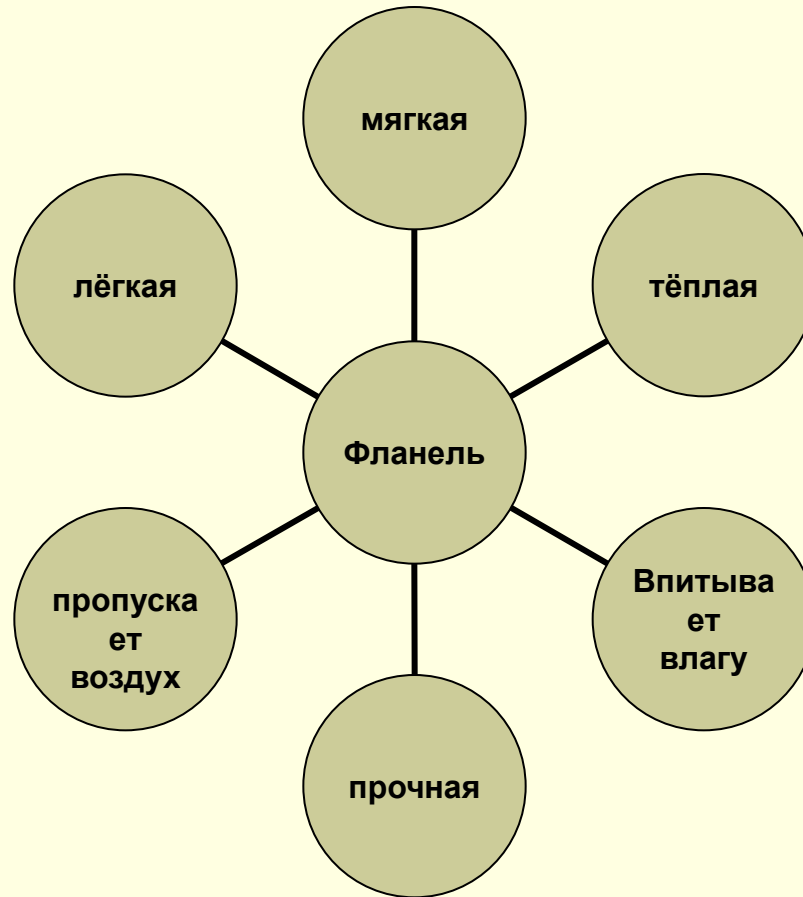 мягкая
лёгкая
тёплая
Фланель
пропуска
ет
воздух
Впитыва
ет
влагу
прочная